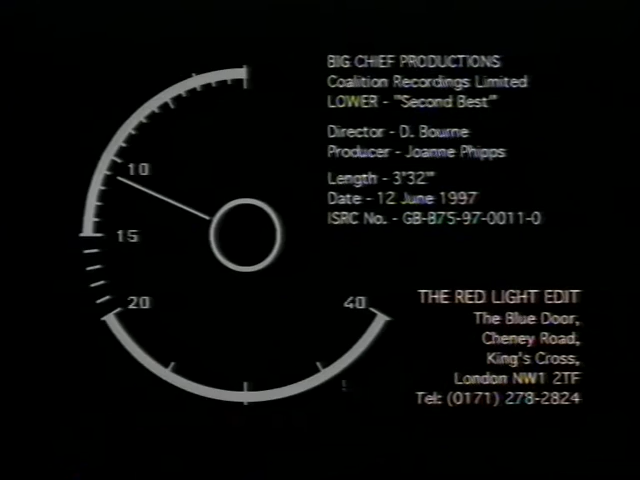 BIG CHIEF PRODUCTIONS
Coalition Recordings Limited
LOWER - "Second Best"
Director - D. Bourne
Producer - Joanne Phipps
Length - 3'32"
Date - 12 June 1997
ISRC No. - GB-B75-97-0011-0
10
15
20
40
THE RED LIGHT EDIT
The Blue Door,
Cheney Road,
King's Cross,
London NW1 2TF
Tel: (0171) 278-2824